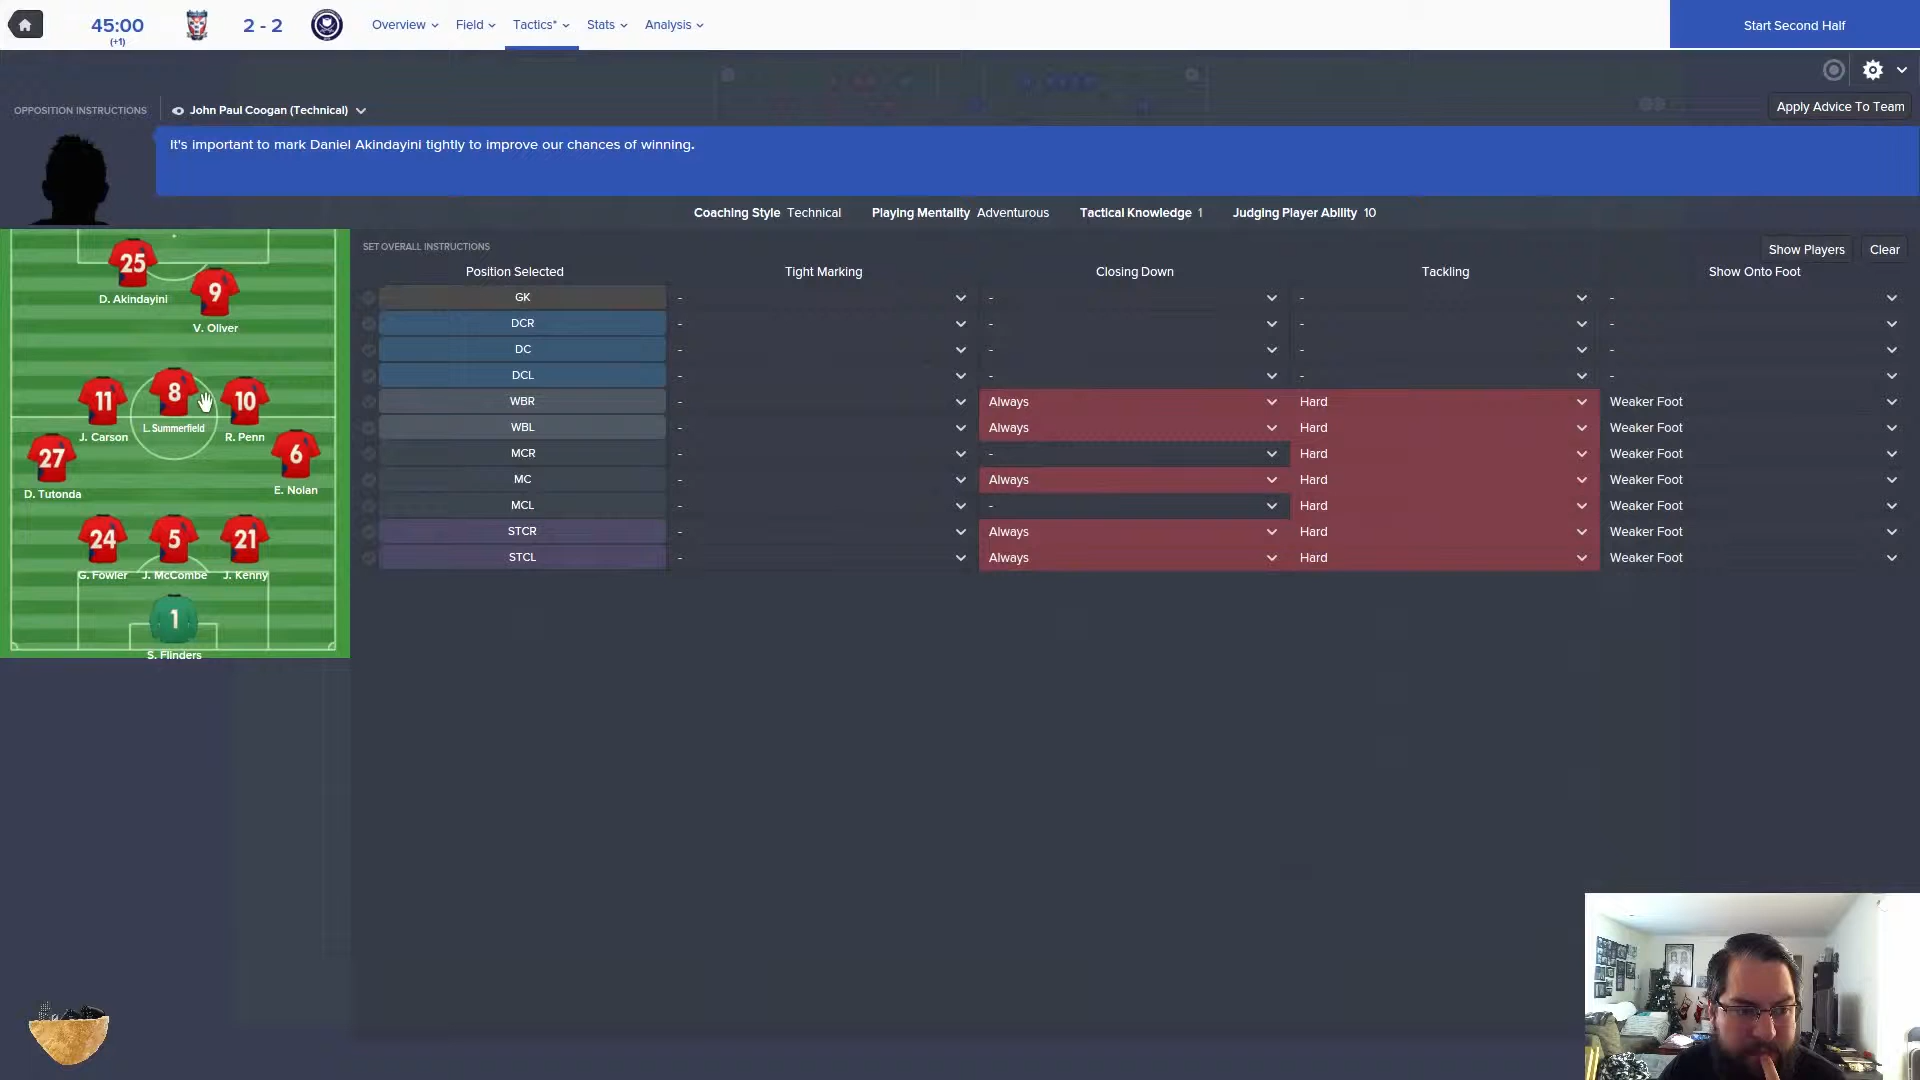 45:00
(+1)
2 - 2
Overview
Field
Tactics*
Stats
Analysis
Start Second Half
OPPOSITION INSTRUCTIONS
John Paul Coogan (Technical)
Apply Advice To Team
It's important to mark Daniel Akindayini tightly to improve our chances of winning.
Coaching Style Technical
Playing Mentality Adventurous
Tactical Knowledge 1
Judging Player Ability 10
25
D. Akindayini
9
V. Oliver
11
J. Carson
8
L. Summerfield
10
R. Penn
27
D. Tutonda
6
E. Nolan
24
G. Fowler
5
J. McCombe
21
J. Kenny
1
S. Flinders
SET OVERALL INSTRUCTIONS
Show Players
Clear
Position Selected Tight Marking Closing Down Tackling Show Onto Foot
GK - - - -
DCR - - - -
DC - - - -
DCL - - - -
WBR - Always Hard Weaker Foot
WBL - Always Hard Weaker Foot
MCR - - Hard Weaker Foot
MC - Always Hard Weaker Foot
MCL - - Hard Weaker Foot
STCR - Always Hard Weaker Foot
STCL - Always Hard Weaker Foot